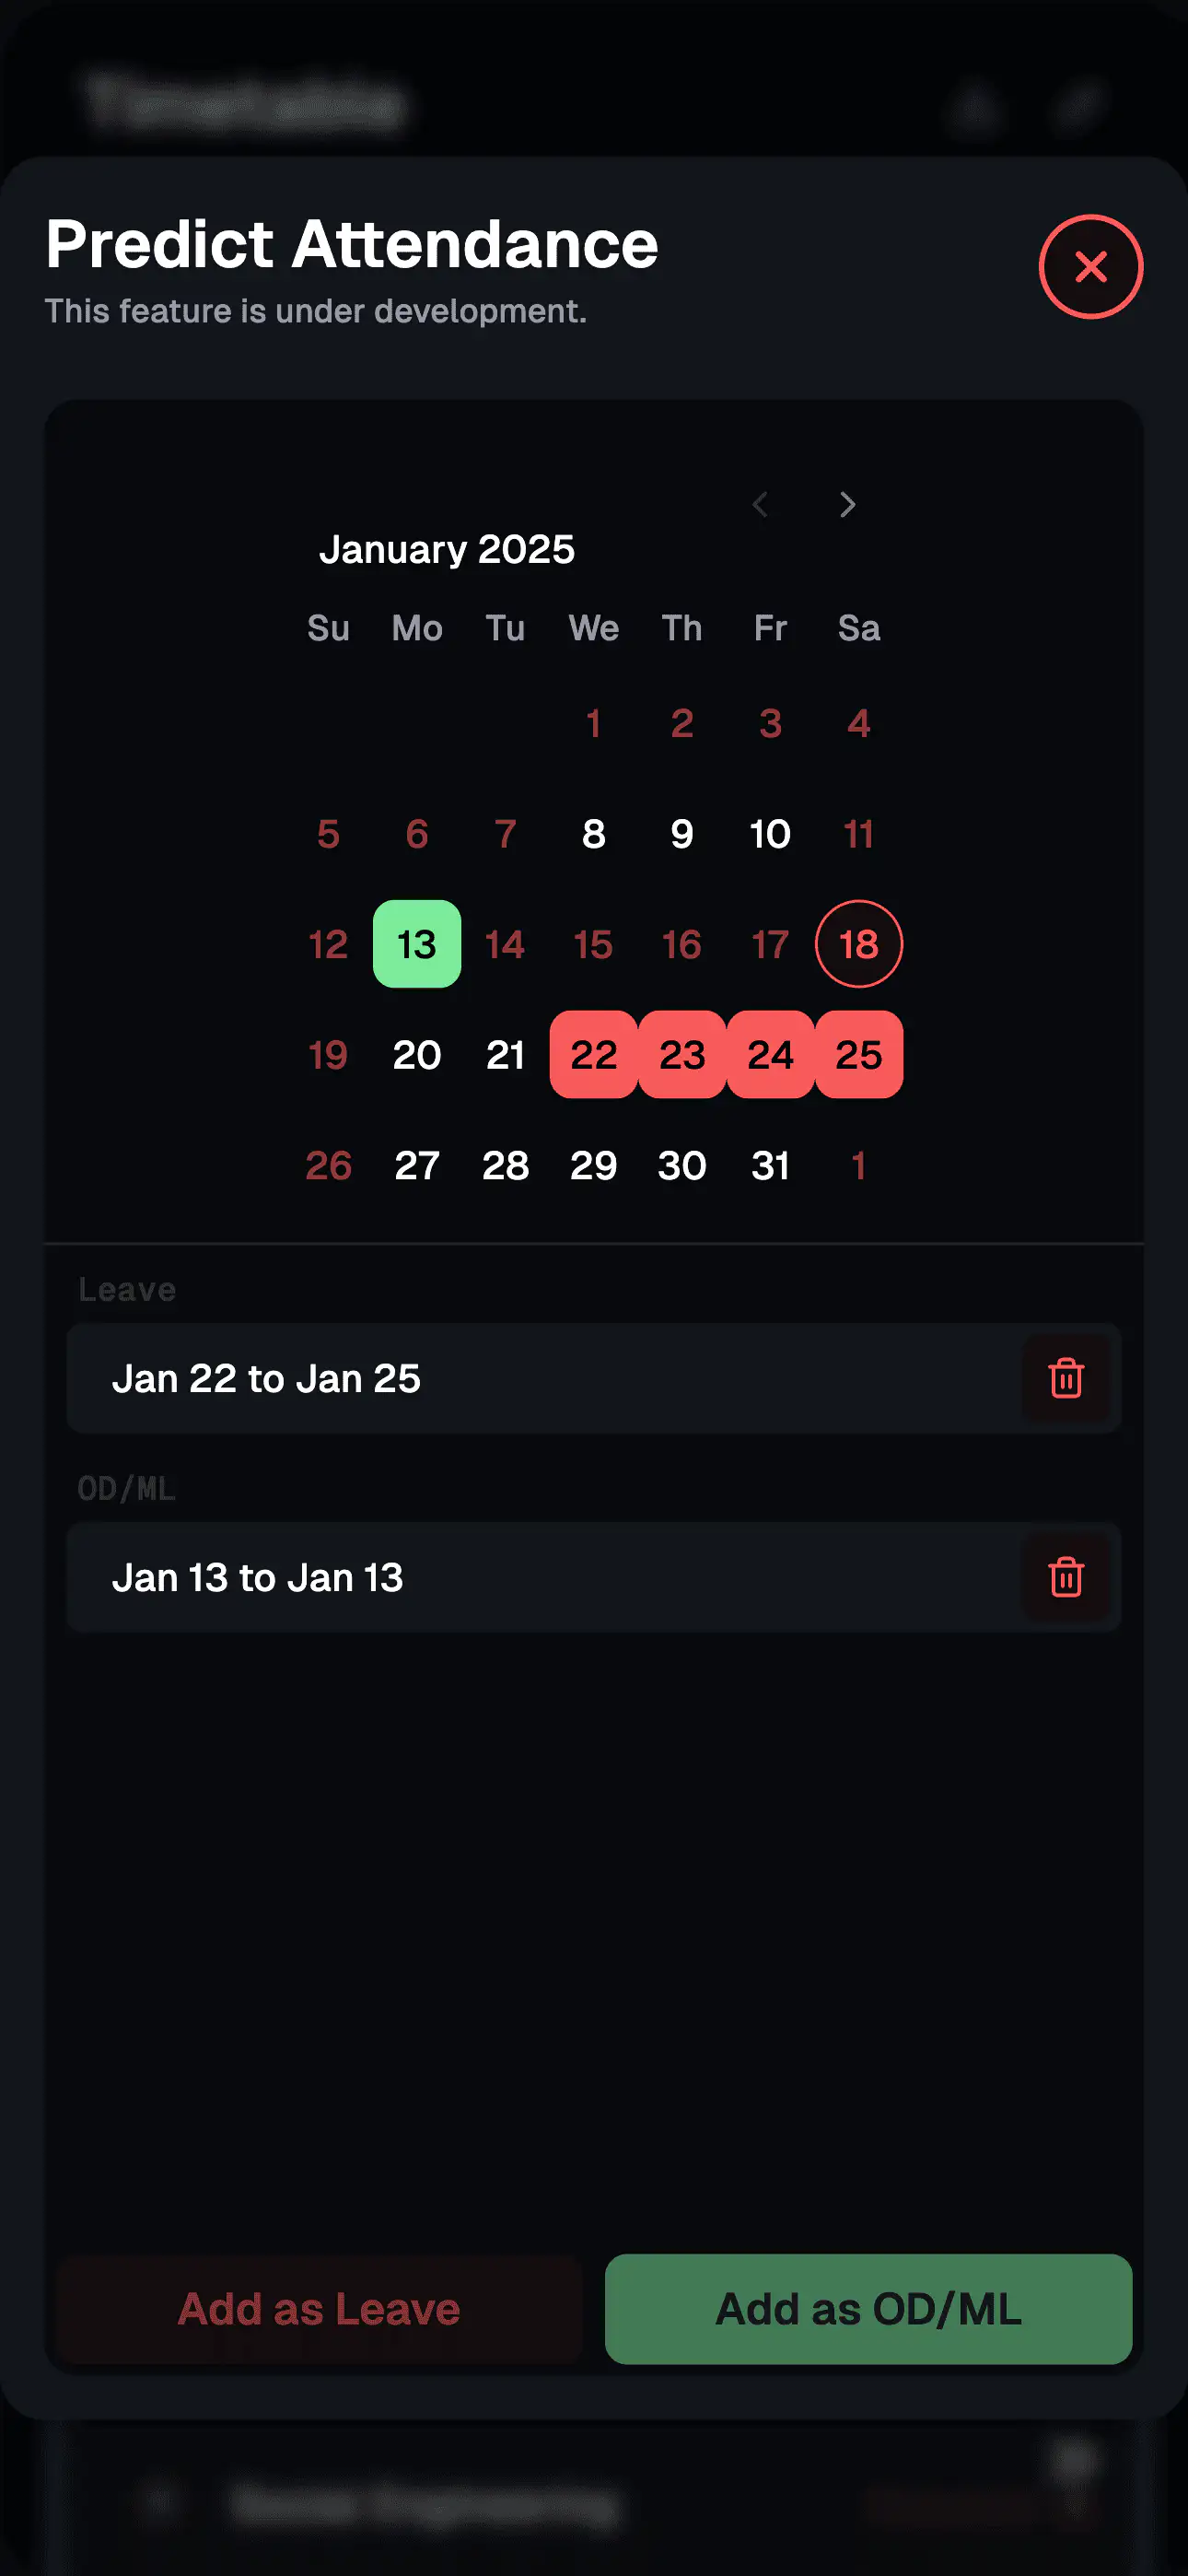 Predict Attendance
This feature is under development.
January 2025
Su Mo Tu We Th Fr Sa
1 2 3 4
5 6 7 8 9 10 11
12 13 14 15 16 17 18
19 20 21 22 23 24 25
26 27 28 29 30 31 1
Leave
Jan 22 to Jan 25
OD/ML
Jan 13 to Jan 13
Add as Leave
Add as OD/ML